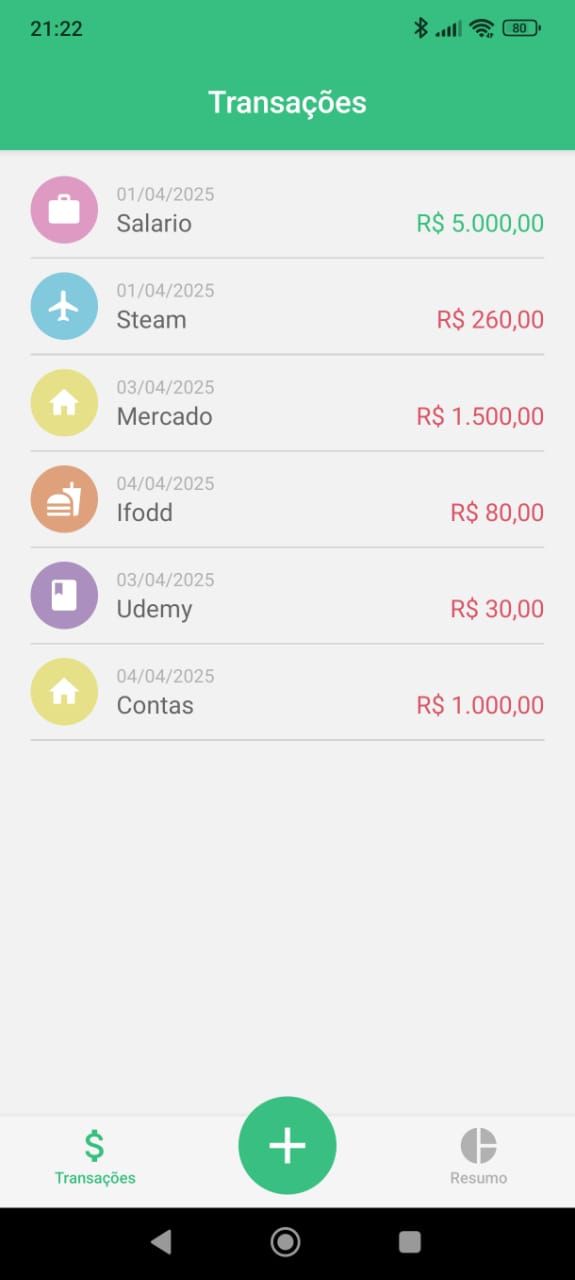 21:22
80
Transações
01/04/2025
Salario
R$ 5.000,00
01/04/2025
Steam
R$ 260,00
03/04/2025
Mercado
R$ 1.500,00
04/04/2025
Ifodd
R$ 80,00
03/04/2025
Udemy
R$ 30,00
04/04/2025
Contas
R$ 1.000,00
Transações
Resumo